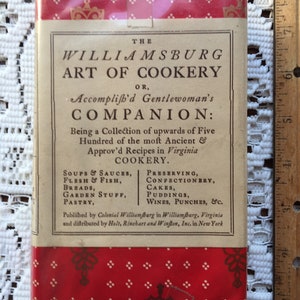 THE
WILLIAMSBURG
ART OF COOKERY
OR,
Accomplish'd Gentlewoman's
COMPANION:
Being a Collection of upwards of Five
Hundred of the most Ancient &
Approv'd Recipes in Virginia
COOKERY.
SOUPS & SAUCES,
FLESH & FISH,
BREADS,
GARDEN STUFF,
PASTRY,
PRESERVING,
CONFECTIONERY,
CAKES,
PUDDINGS,
WINES, PUNCHES, &c.
Published by Colonial Williamsburg in Williamsburg, Virginia
and distributed by Holt, Rinehart and Winston, Inc. in New York